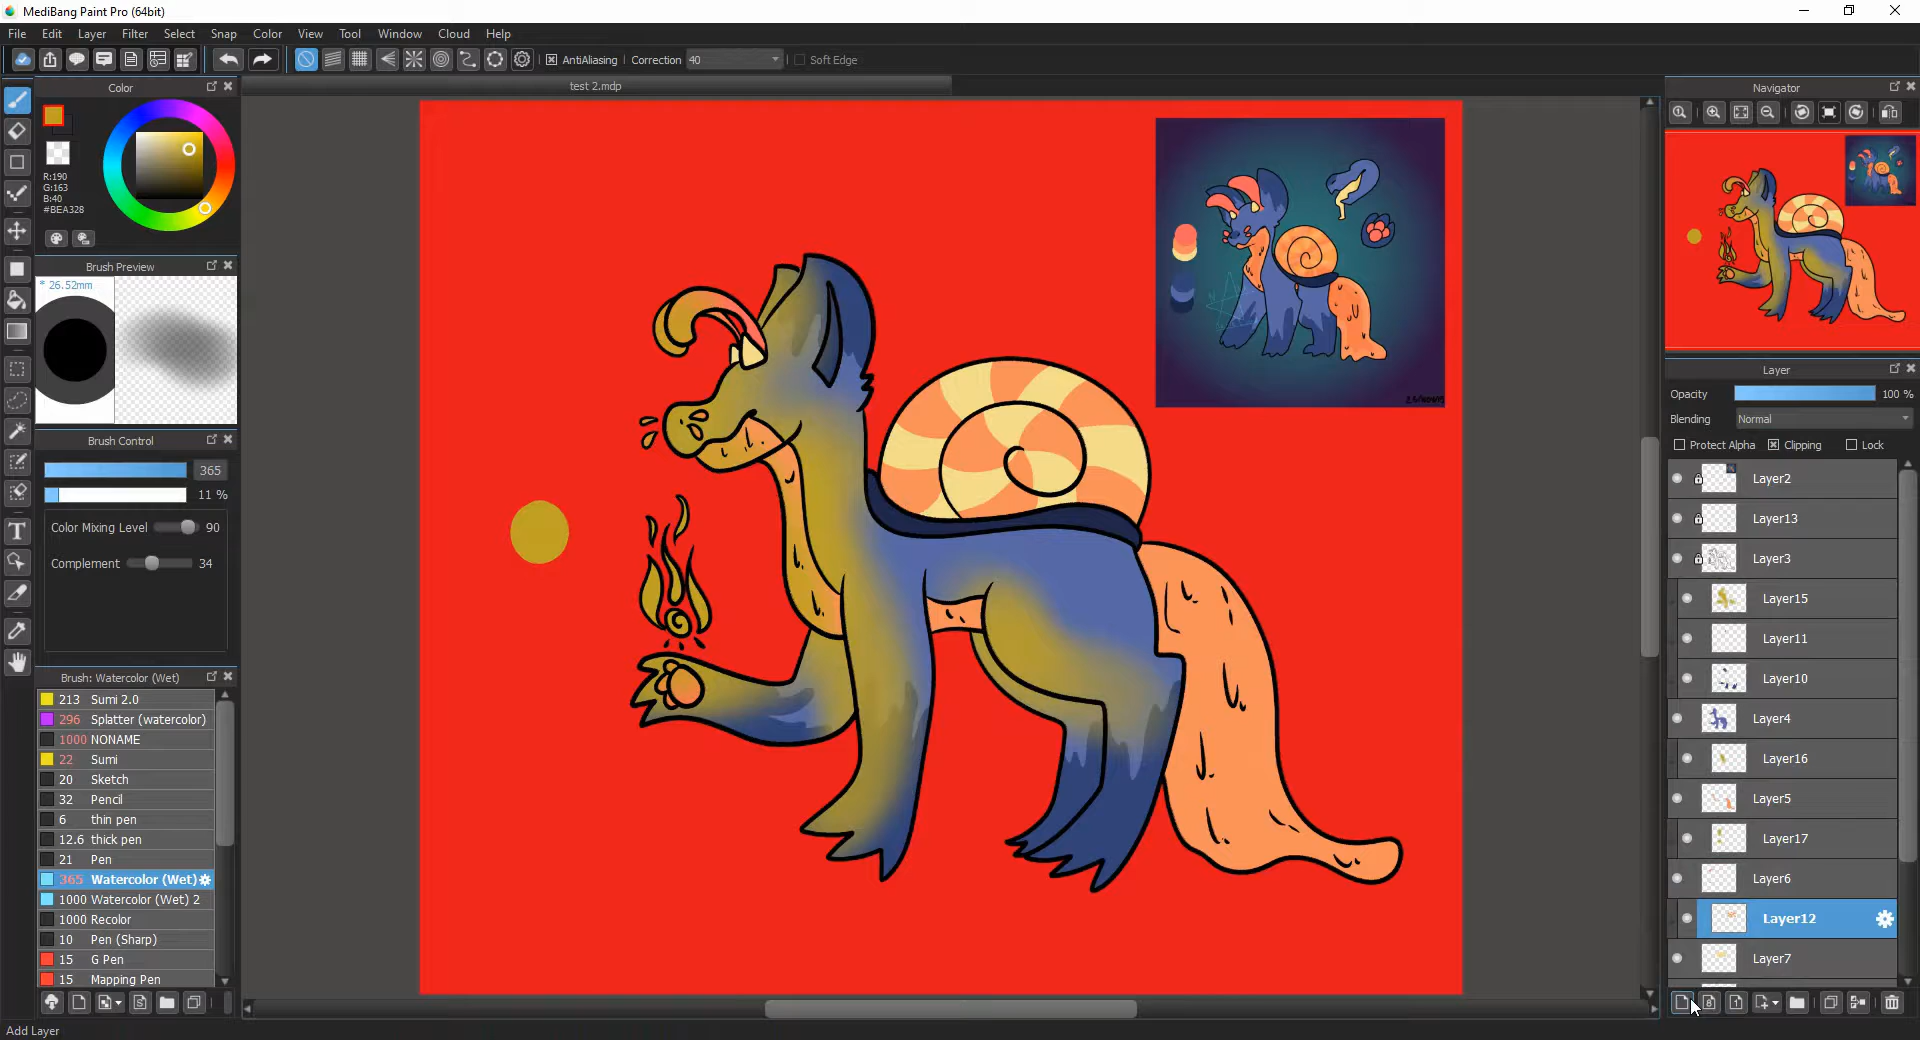 MediBang Paint Pro (64bit)
File Edit Layer Filter Select Snap Color View Tool Window Cloud Help
AntiAliasing Correction 40 Soft Edge
Color
test 2.mdp
Navigator
R:190
G:163
B:40
#BEA328
Brush Preview
* 26.52mm
Layer
Opacity 100 %
Blending Normal
Protect Alpha Clipping Lock
Brush Control
365
11 %
Color Mixing Level 90
Complement 34
Layer2
Layer13
Layer3
Layer15
Layer11
Layer10
Layer4
Layer16
Layer5
Layer17
Layer6
Layer12
Layer7
Brush: Watercolor (Wet)
213 Sumi 2.0
296 Splatter (watercolor)
1000 NONAME
22 Sumi
20 Sketch
32 Pencil
6 thin pen
12.6 thick pen
21 Pen
365 Watercolor (Wet)
1000 Watercolor (Wet) 2
1000 Recolor
10 Pen (Sharp)
15 G Pen
15 Mapping Pen
Add Layer